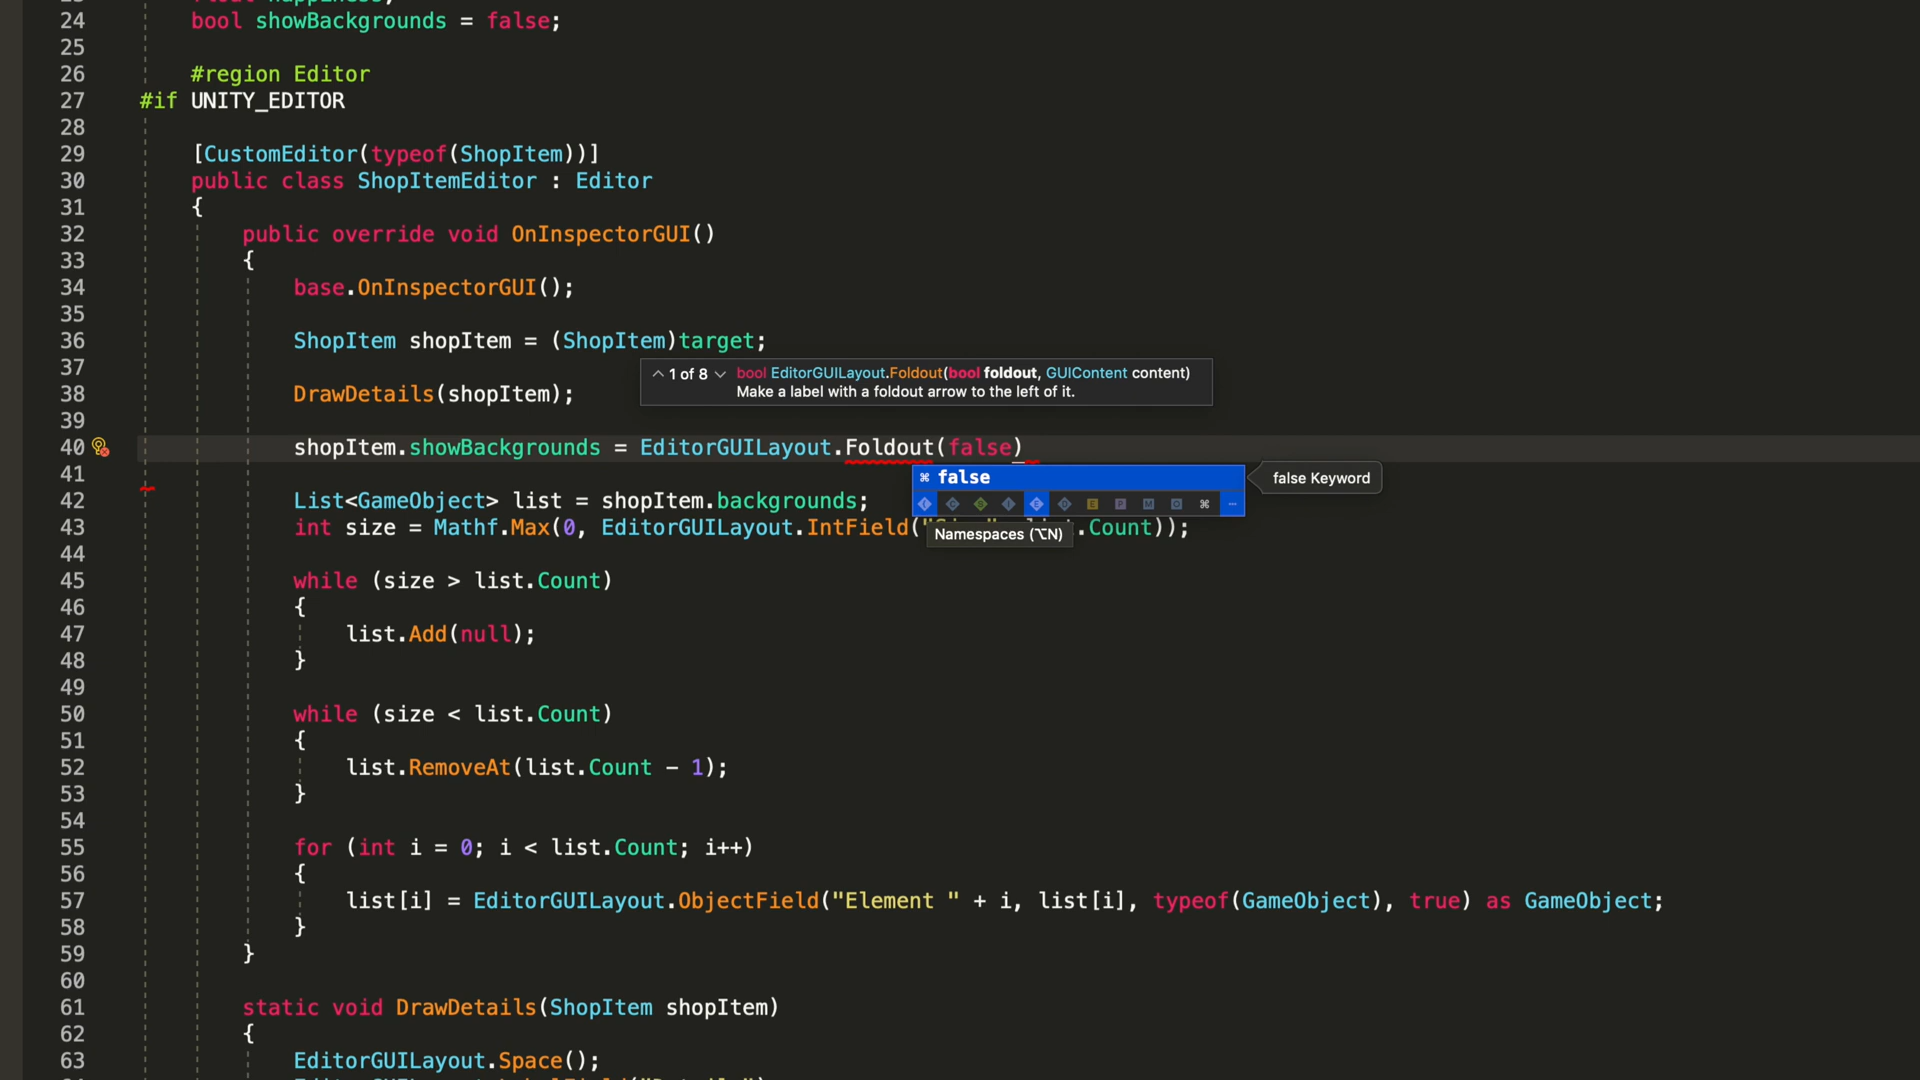 24 bool showBackgrounds = false;
25
26 #region Editor
27 #if UNITY_EDITOR
28
29 [CustomEditor(typeof(ShopItem))]
30 public class ShopItemEditor : Editor
31 {
32 public override void OnInspectorGUI()
33 {
34 base.OnInspectorGUI();
35
36 ShopItem shopItem = (ShopItem)target;
37
1 of 8 bool EditorGUILayout.Foldout(bool foldout, GUIContent content)
Make a label with a foldout arrow to the left of it.
38 DrawDetails(shopItem);
39
40 shopItem.showBackgrounds = EditorGUILayout.Foldout(false)
41
false
false Keyword
42 List<GameObject> list = shopItem.backgrounds;
43 int size = Mathf.Max(0, EditorGUILayout.IntField( .Count));
Namespaces (⌥N)
44
45 while (size > list.Count)
46 {
47 list.Add(null);
48 }
49
50 while (size < list.Count)
51 {
52 list.RemoveAt(list.Count - 1);
53 }
54
55 for (int i = 0; i < list.Count; i++)
56 {
57 list[i] = EditorGUILayout.ObjectField("Element " + i, list[i], typeof(GameObject), true) as GameObject;
58 }
59 }
60
61 static void DrawDetails(ShopItem shopItem)
62 {
63 EditorGUILayout.Space();